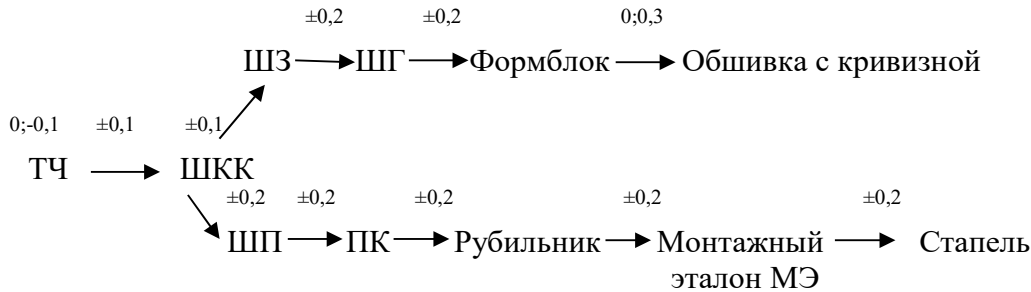 ±0,2 ±0,2 0;0,3
ШЗ ШГ Формблок Обшивка с кривизной
0;-0,1 ±0,1 ±0,1
ТЧ ШКК
±0,2 ±0,2 ±0,2 ±0,2 ±0,2
ШП ПК Рубильник Монтажный Стапель
эталон МЭ